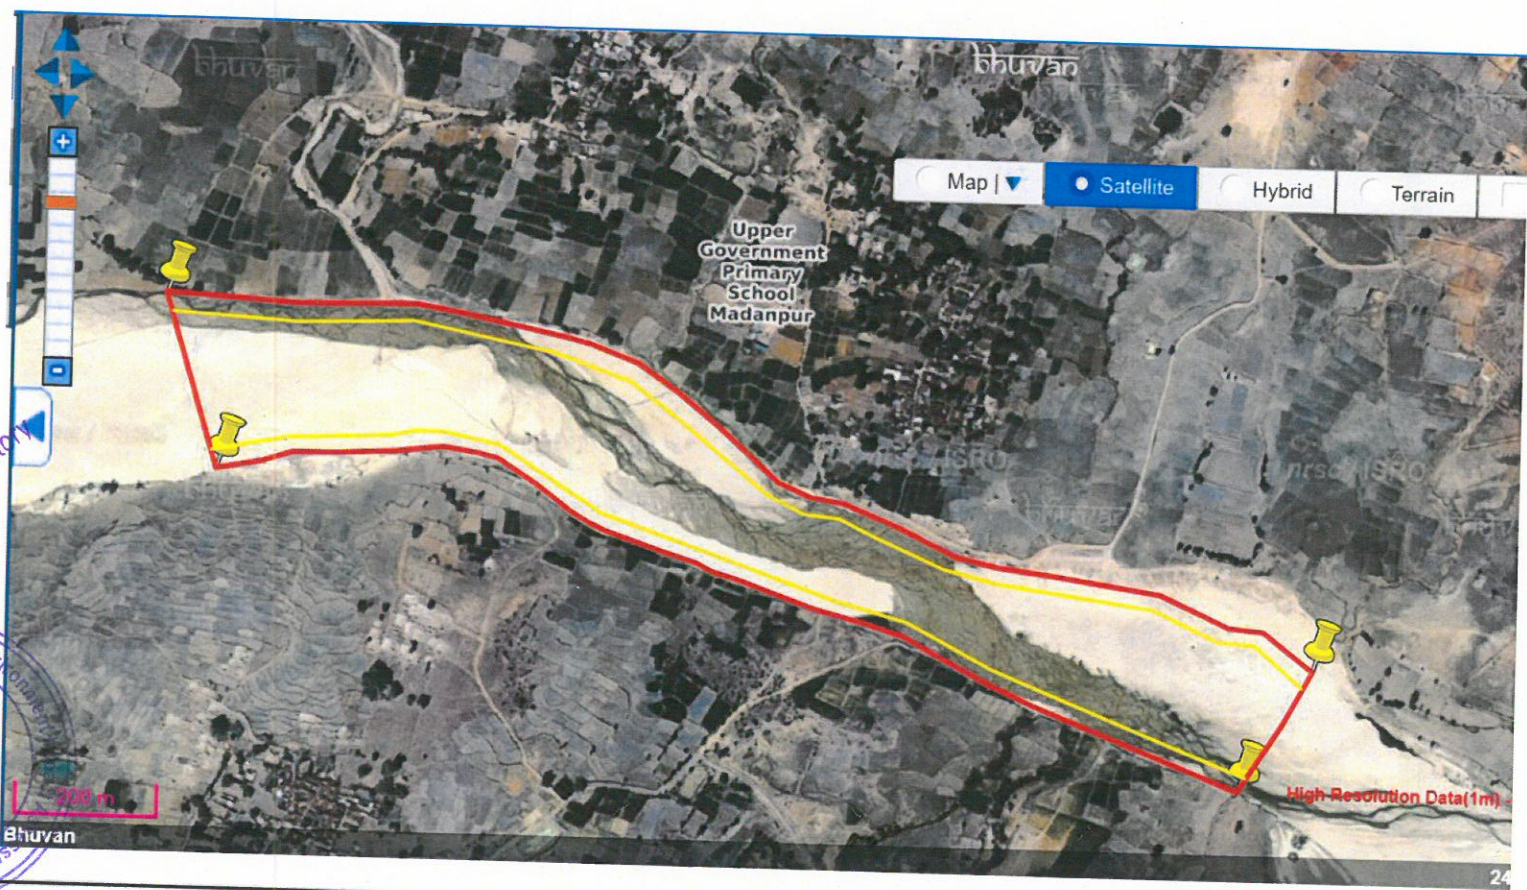 bhuvan
bhuvan
Map |
Satellite
Hybrid
Terrain
Upper
Government
Primary
School
Madanpur
nrsc / ISRO
nrsc / ISRO
bhuvan
200 m
High Resolution Data(1m) -
Bhuvan
24